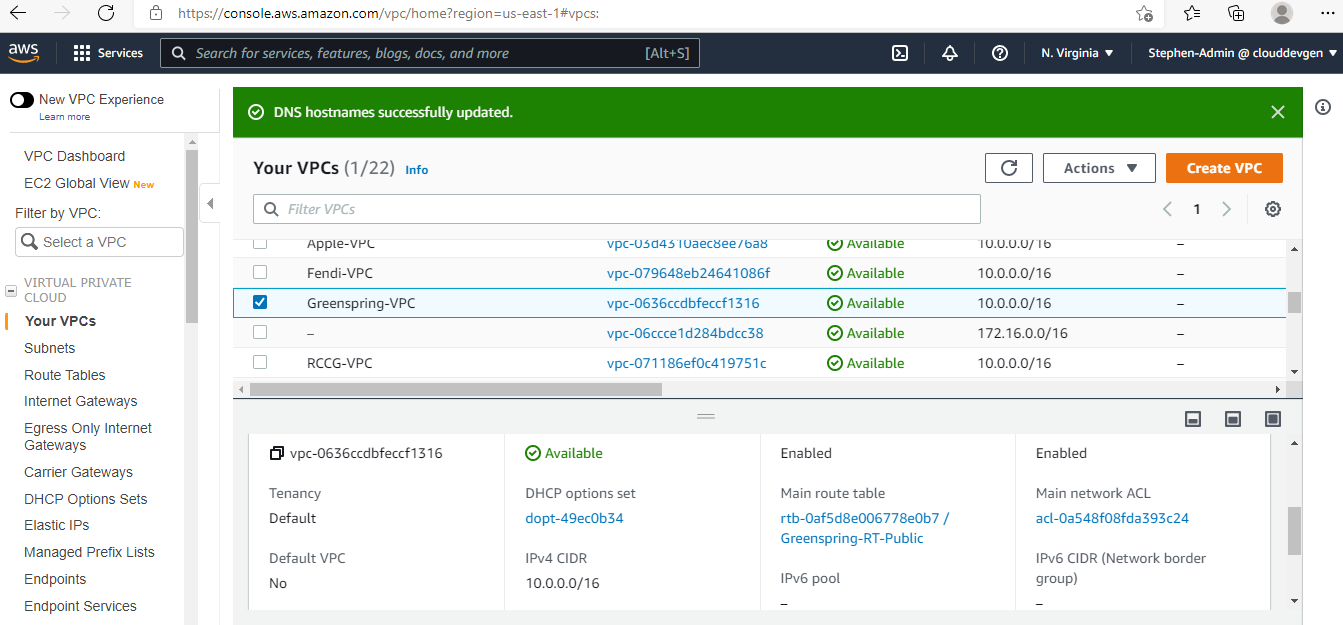 https://console.aws.amazon.com/vpc/home?region=us-east-1#vpcs:
aws
Services
Search for services, features, blogs, docs, and more
[Alt+S]
N. Virginia
Stephen-Admin @ clouddevgen
New VPC Experience
Learn more
VPC Dashboard
EC2 Global View New
Filter by VPC:
Select a VPC
VIRTUAL PRIVATE
CLOUD
Your VPCs
Subnets
Route Tables
Internet Gateways
Egress Only Internet
Gateways
Carrier Gateways
DHCP Options Sets
Elastic IPs
Managed Prefix Lists
Endpoints
Endpoint Services
DNS hostnames successfully updated.
Your VPCs (1/22) Info
Actions
Create VPC
Filter VPCs
1
Apple-VPC vpc-03d4310aec8ee76a8 Available 10.0.0.0/16 –
Fendi-VPC vpc-079648eb24641086f Available 10.0.0.0/16 –
Greenspring-VPC vpc-0636ccdbfeccf1316 Available 10.0.0.0/16 –
– vpc-06ccce1d284bdcc38 Available 172.16.0.0/16 –
RCCG-VPC vpc-071186ef0c419751c Available 10.0.0.0/16 –
vpc-0636ccdbfeccf1316
Tenancy
Default
Default VPC
No
Available
DHCP options set
dopt-49ec0b34
IPv4 CIDR
10.0.0.0/16
Enabled
Main route table
rtb-0af5d8e006778e0b7 /
Greenspring-RT-Public
IPv6 pool
–
Enabled
Main network ACL
acl-0a548f08fda393c24
IPv6 CIDR (Network border
group)
–